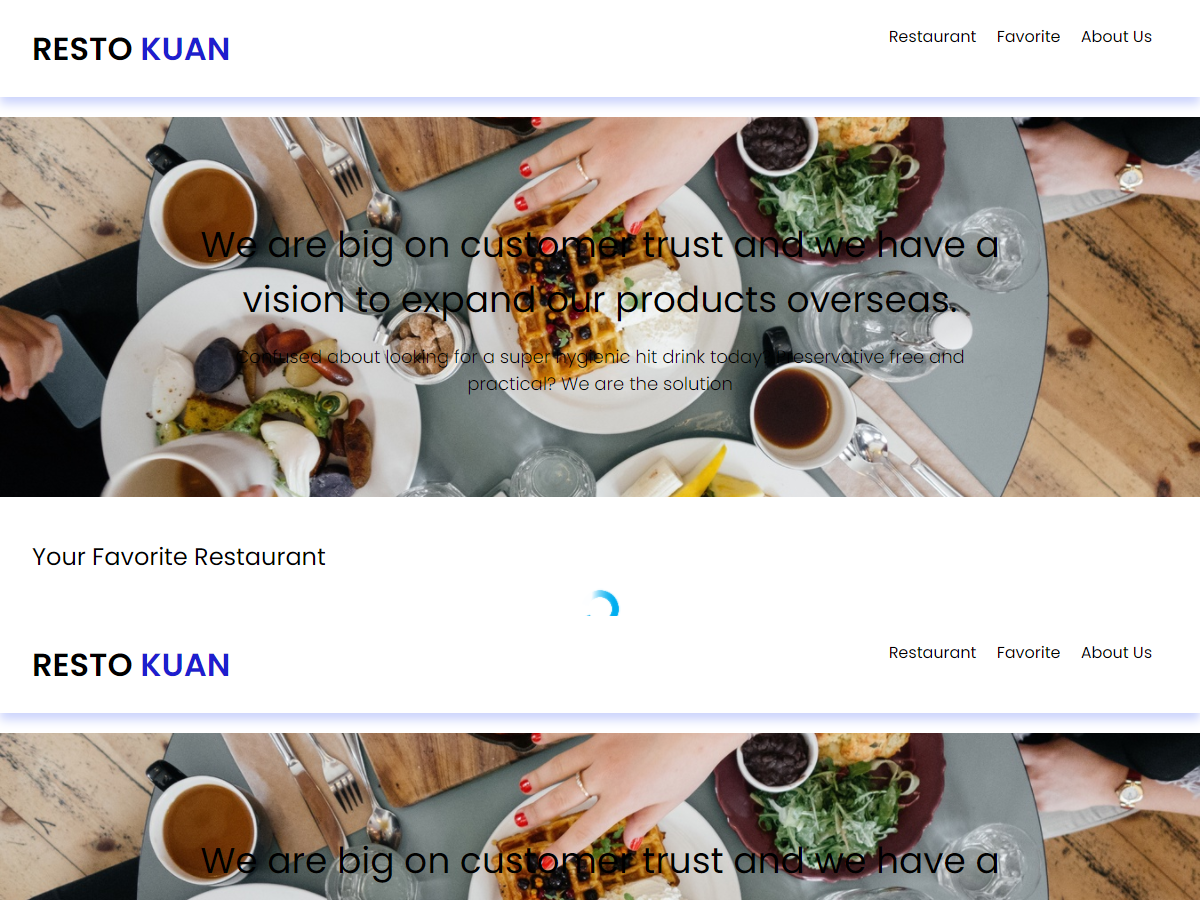 RESTO KUAN
Restaurant Favorite About Us
We are big on customer trust and we have a
vision to expand our products overseas.
Confused about looking for a super hygienic hit drink today? Preservative free and
practical? We are the solution
Your Favorite Restaurant
RESTO KUAN
Restaurant Favorite About Us
We are big on customer trust and we have a